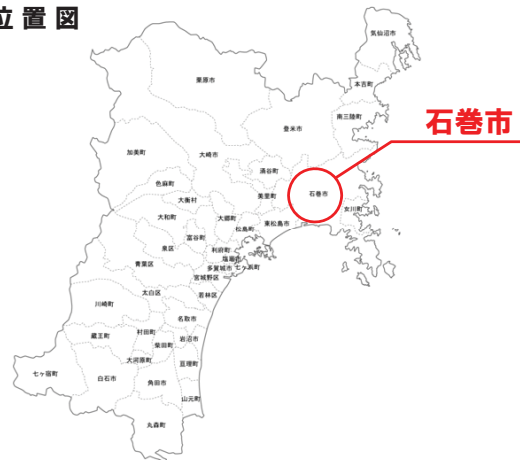 位置図
気仙沼市
本吉町
栗原市
南三陸町
登米市
石巻市
加美町
大崎市
涌谷町
色麻町
美里町
石巻市
大衡村
女川町
大和町
大郷町
東松島市
松島町
富谷町
泉区
利府町
塩竈市
青葉区
多賀城市
七ヶ浜町
宮城野区
太白区
若林区
川崎町
名取市
村田町
蔵王町
岩沼市
柴田町
大河原町
亘理町
七ヶ宿町
白石市
角田市
山元町
丸森町